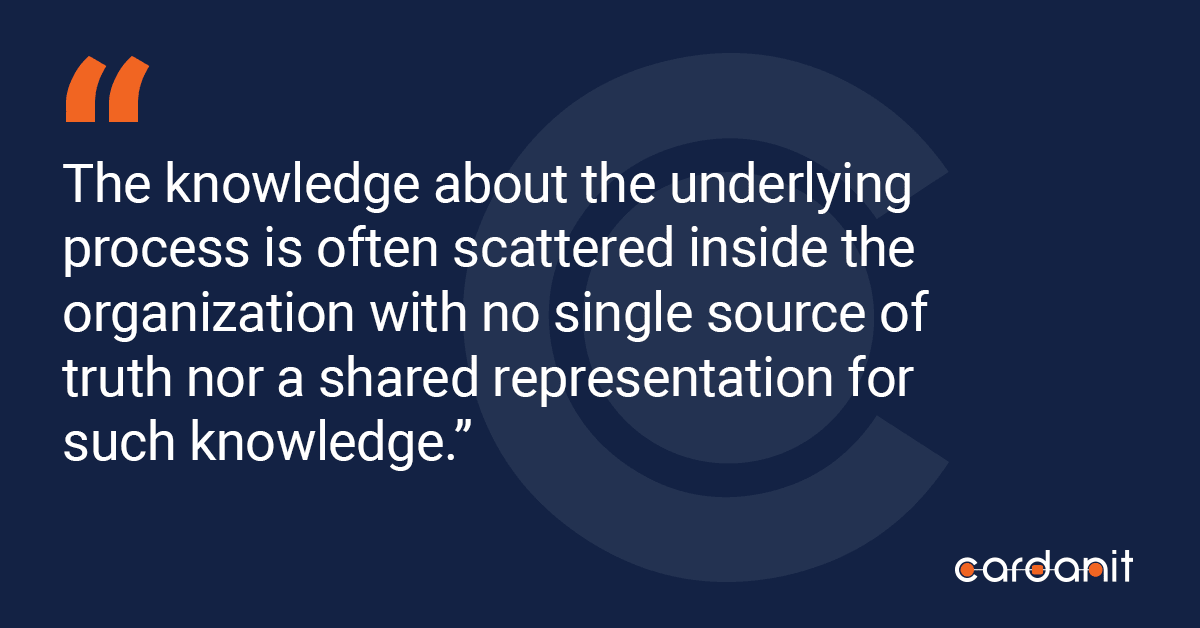 “
The knowledge about the underlying
process is often scattered inside the
organization with no single source of
truth nor a shared representation for
such knowledge.”
cardanit